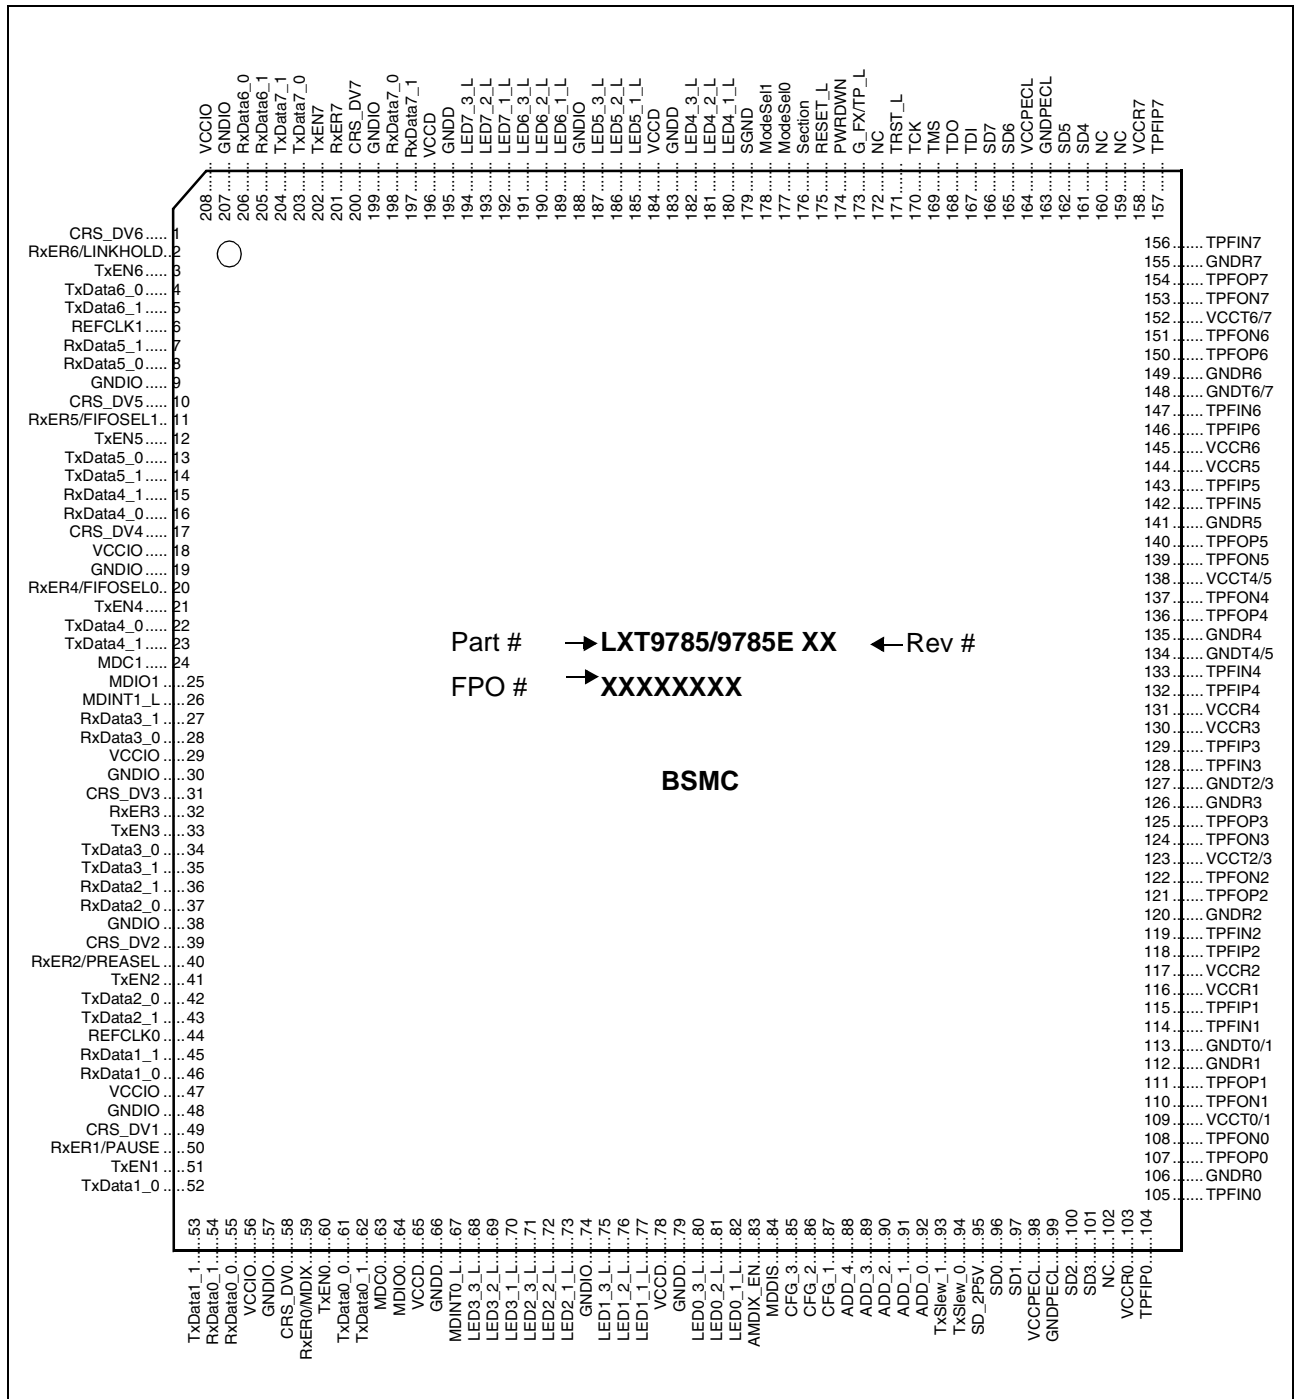 208.......VCCIO
207.......GNDIO
206.......RxData6_0
205.......RxData6_1
204.......TxData7_1
203.......TxData7_0
202.......TxEN7
201.......RxER7
200.......CRS_DV7
199.......GNDIO
198.......RxData7_0
197.......RxData7_1
196.......VCCD
195.......GNDD
194.......LED7_3_L
193.......LED7_2_L
192.......LED7_1_L
191.......LED6_3_L
190.......LED6_2_L
189.......LED6_1_L
188.......GNDIO
187.......LED5_3_L
186.......LED5_2_L
185.......LED5_1_L
184.......VCCD
183.......GNDD
182.......LED4_3_L
181.......LED4_2_L
180.......LED4_1_L
179.......SGND
178.......ModeSel1
177.......ModeSel0
176.......Section
175.......RESET_L
174.......PWRDWN
173.......G_FX/TP_L
172.......NC
171.......TRST_L
170.......TCK
169.......TMS
168.......TDO
167.......TDI
166.......SD7
165.......SD6
164.......VCCPECL
163.......GNDPECL
162.......SD5
161.......SD4
160.......NC
159.......NC
158.......VCCR7
157.......TPFIP7
CRS_DV6..... 1
RxER6/LINKHOLD..2
TxEN6..... 3
TxData6_0..... 4
TxData6_1..... 5
REFCLK1..... 6
RxData5_1..... 7
RxData5_0..... 8
GNDIO..... 9
CRS_DV5..... 10
RxER5/FIFOSEL1.. 11
TxEN5..... 12
TxData5_0..... 13
TxData5_1..... 14
RxData4_1..... 15
RxData4_0..... 16
CRS_DV4..... 17
VCCIO..... 18
GNDIO..... 19
RxER4/FIFOSEL0.. 20
TxEN4..... 21
TxData4_0..... 22
TxData4_1..... 23
MDC1..... 24
MDIO1.....25
MDINT1_L.....26
RxData3_1.....27
RxData3_0.....28
VCCIO.....29
GNDIO.....30
CRS_DV3.....31
RxER3.....32
TxEN3.....33
TxData3_0.....34
TxData3_1.....35
RxData2_1.....36
RxData2_0.....37
GNDIO.....38
CRS_DV2.....39
RxER2/PREASEL.....40
TxEN2.....41
TxData2_0.....42
TxData2_1.....43
REFCLK0.....44
RxData1_1.....45
RxData1_0.....46
VCCIO.....47
GNDIO.....48
CRS_DV1.....49
RxER1/PAUSE.....50
TxEN1.....51
TxData1_0.....52
Part # LXT9785/9785E XX Rev #
FPO # XXXXXXXX
BSMC
156.......TPFIN7
155.......GNDR7
154.......TPFOP7
153.......TPFON7
152.......VCCT6/7
151.......TPFON6
150.......TPFOP6
149.......GNDR6
148.......GNDT6/7
147.......TPFIN6
146.......TPFIP6
145.......VCCR6
144.......VCCR5
143.......TPFIP5
142.......TPFIN5
141.......GNDR5
140.......TPFOP5
139.......TPFON5
138.......VCCT4/5
137.......TPFON4
136.......TPFOP4
135.......GNDR4
134.......GNDT4/5
133.......TPFIN4
132.......TPFIP4
131.......VCCR4
130.......VCCR3
129.......TPFIP3
128.......TPFIN3
127.......GNDT2/3
126.......GNDR3
125.......TPFOP3
124.......TPFON3
123.......VCCT2/3
122.......TPFON2
121.......TPFOP2
120.......GNDR2
119.......TPFIN2
118.......TPFIP2
117.......VCCR2
116.......VCCR1
115.......TPFIP1
114.......TPFIN1
113.......GNDT0/1
112.......GNDR1
111.......TPFOP1
110.......TPFON1
109.......VCCT0/1
108.......TPFON0
107.......TPFOP0
106.......GNDR0
105.......TPFIN0
TxData1_1.....53
RxData0_1.....54
RxData0_0.....55
VCCIO.....56
GNDIO.....57
CRS_DV0.....58
RxER0/MDIX.....59
TxEN0.....60
TxData0_0.....61
TxData0_1.....62
MDC0.....63
MDIO0.....64
VCCD.....65
GNDD.....66
MDINT0_L.....67
LED3_3_L.....68
LED3_2_L.....69
LED3_1_L.....70
LED2_3_L.....71
LED2_2_L.....72
LED2_1_L.....73
GNDIO.....74
LED1_3_L.....75
LED1_2_L.....76
LED1_1_L.....77
VCCD.....78
GNDD.....79
LED0_3_L.....80
LED0_2_L.....81
LED0_1_L.....82
AMDIX_EN.....83
MDDIS.....84
CFG_3.....85
CFG_2.....86
CFG_1.....87
ADD_4.....88
ADD_3.....89
ADD_2.....90
ADD_1.....91
ADD_0.....92
TxSlew_1.....93
TxSlew_0.....94
SD_2P5V.....95
SD0.....96
SD1.....97
VCCPECL.....98
GNDPECL.....99
SD2.....100
SD3.....101
NC.....102
VCCR0.....103
TPFIP0.....104